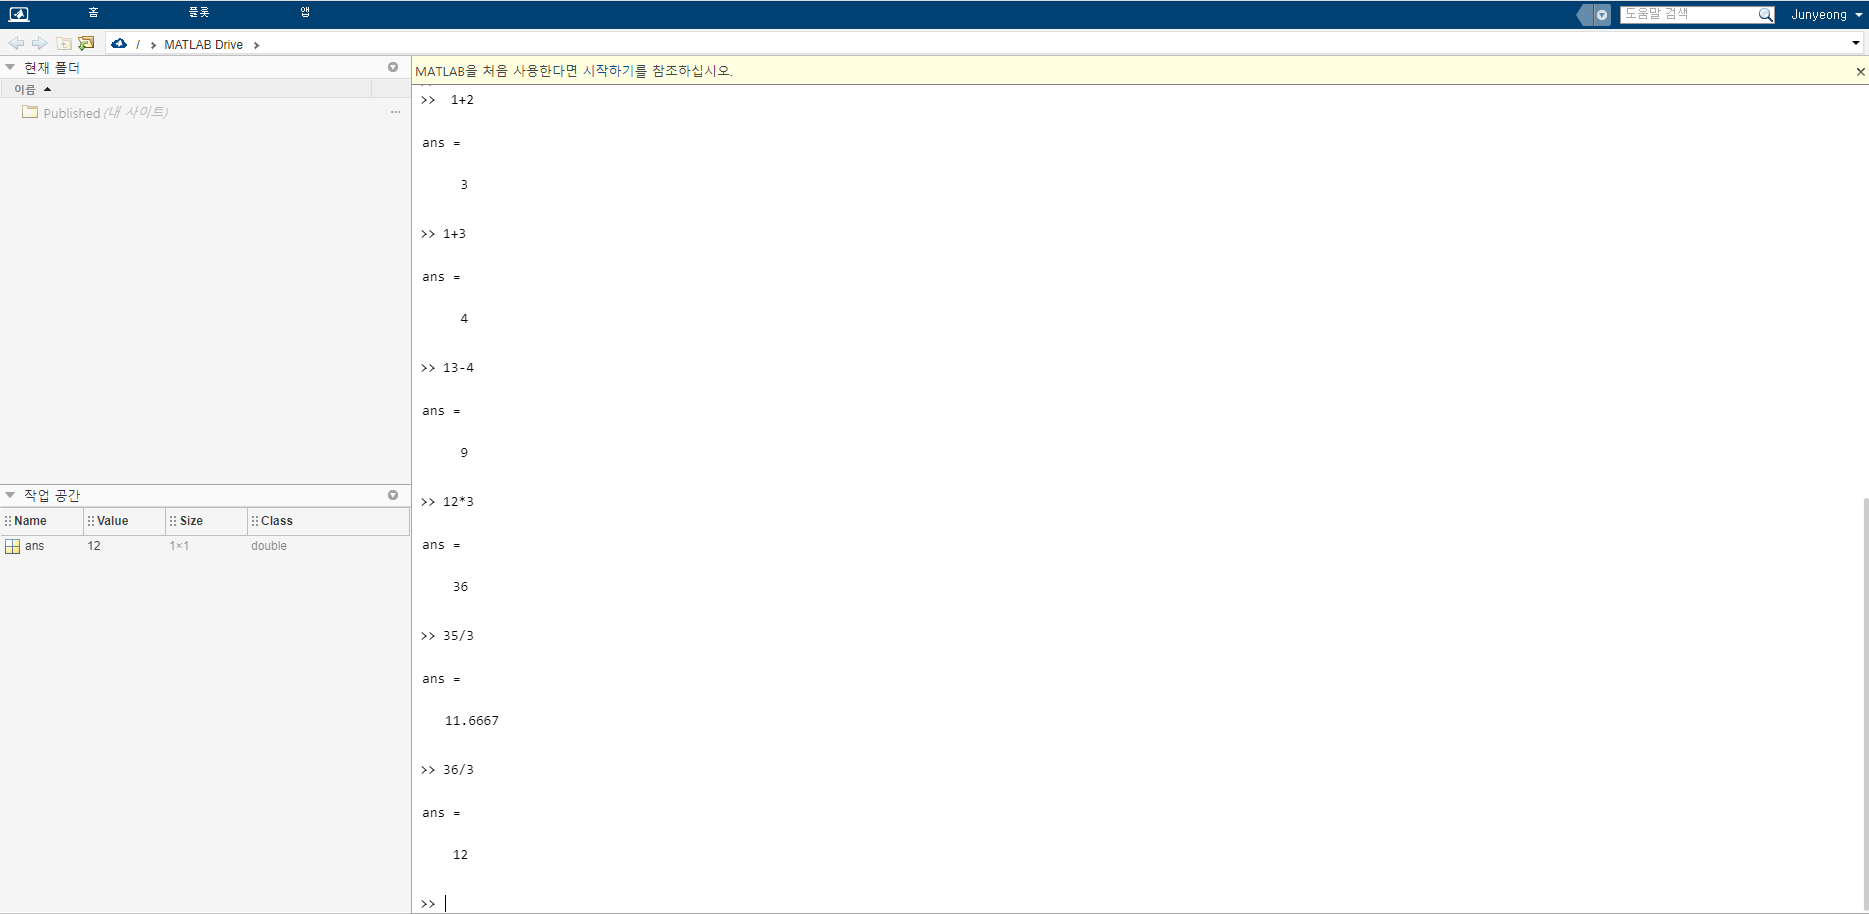 홈 플롯 앱 도움말 검색 Junyeong
/ MATLAB Drive
현재 폴더
이름
Published (내 사이트)
작업 공간
Name Value Size Class
ans 12 1×1 double
MATLAB을 처음 사용한다면 시작하기를 참조하십시오.
>> 1+2
ans =
3
>> 1+3
ans =
4
>> 13-4
ans =
9
>> 12*3
ans =
36
>> 35/3
ans =
11.6667
>> 36/3
ans =
12
>>